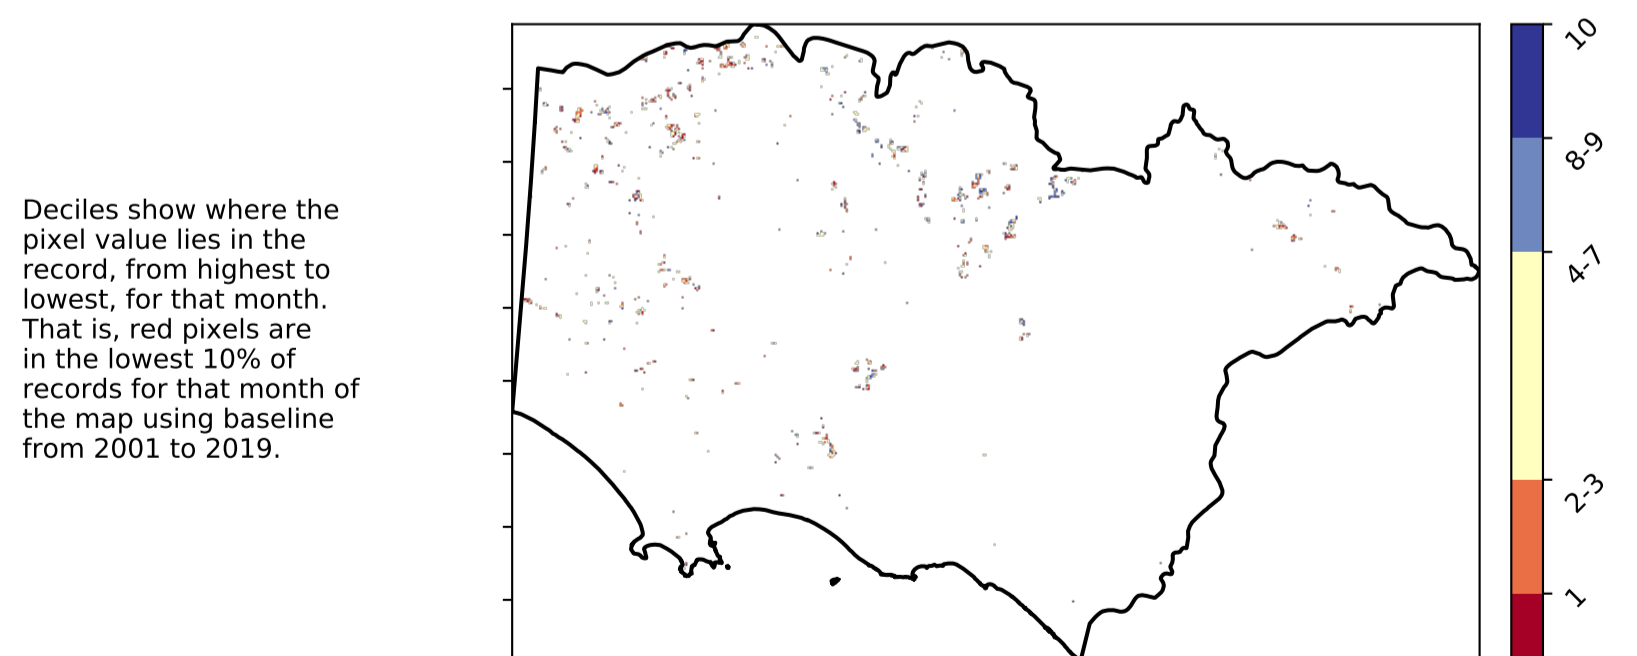 Deciles show where the
pixel value lies in the
record, from highest to
lowest, for that month.
That is, red pixels are
in the lowest 10% of
records for that month of
the map using baseline
from 2001 to 2019.
10
8-9
4-7
2-3
1